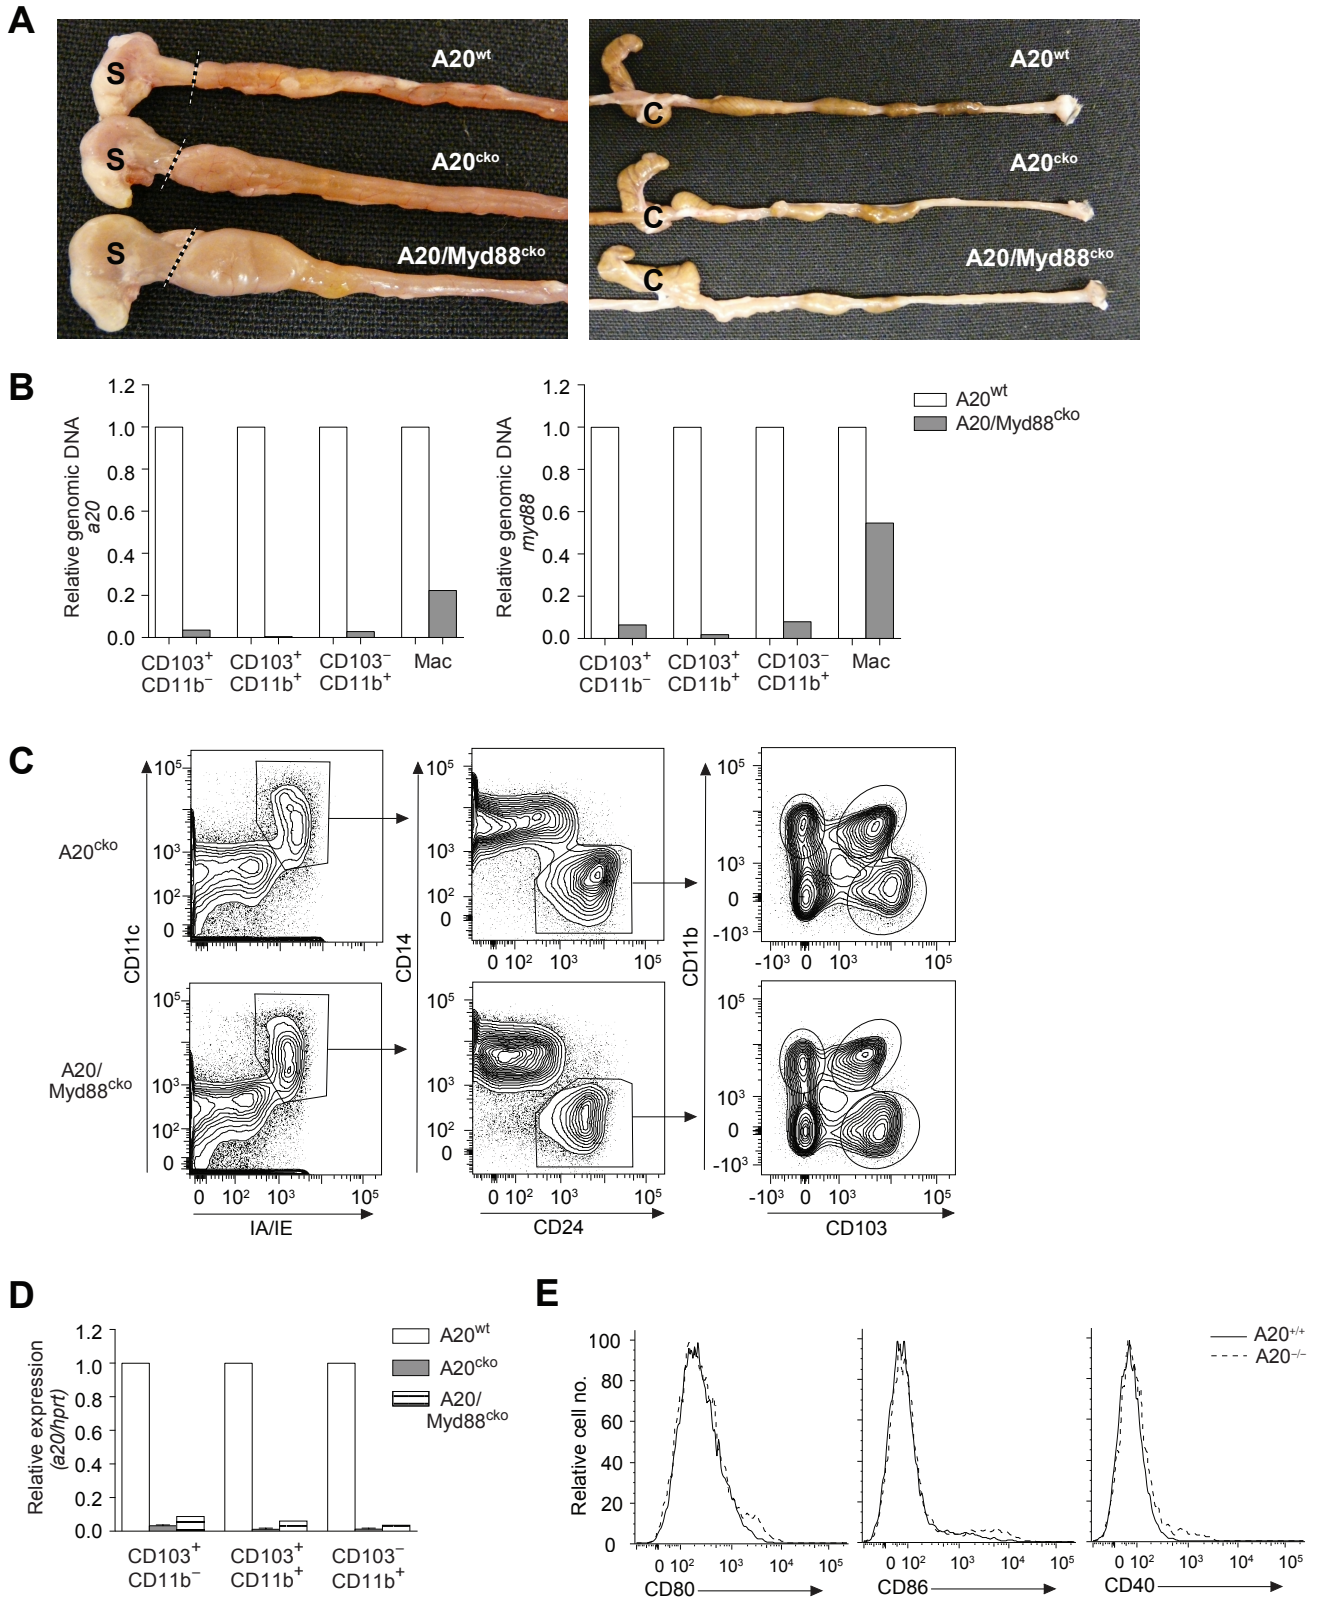 A
S
A20wt
S
A20cko
S
A20/Myd88cko
C
A20wt
C
A20cko
C
A20/Myd88cko
B
Relative genomic DNA
a20
1.2
1.0
0.8
0.6
0.4
0.2
0.0
CD103+
CD11b–
CD103+
CD11b+
CD103–
CD11b+
Mac
Relative genomic DNA
myd88
1.2
1.0
0.8
0.6
0.4
0.2
0.0
CD103+
CD11b–
CD103+
CD11b+
CD103–
CD11b+
Mac
A20wt
A20/Myd88cko
C
A20cko
A20/
Myd88cko
CD11c
105
103
102
0
105
103
102
0
0 102 103 105
IA/IE
CD14
105
103
102
0
0 102 103 105
105
103
102
0
0 102 103 105
CD24
CD11b
105
103
0
-103
-103 0 103 105
105
103
0
-103
-103 0 103 105
CD103
D
Relative expression
(a20/hprt)
1.2
1.0
0.8
0.6
0.4
0.2
0.0
CD103+
CD11b–
CD103+
CD11b+
CD103–
CD11b+
A20wt
A20cko
A20/
Myd88cko
E
Relative cell no.
100
80
60
40
20
0
0 102 103 104 105
CD80
0 102 103 104 105
CD86
0 102 103 104 105
CD40
A20+/+
A20–/–